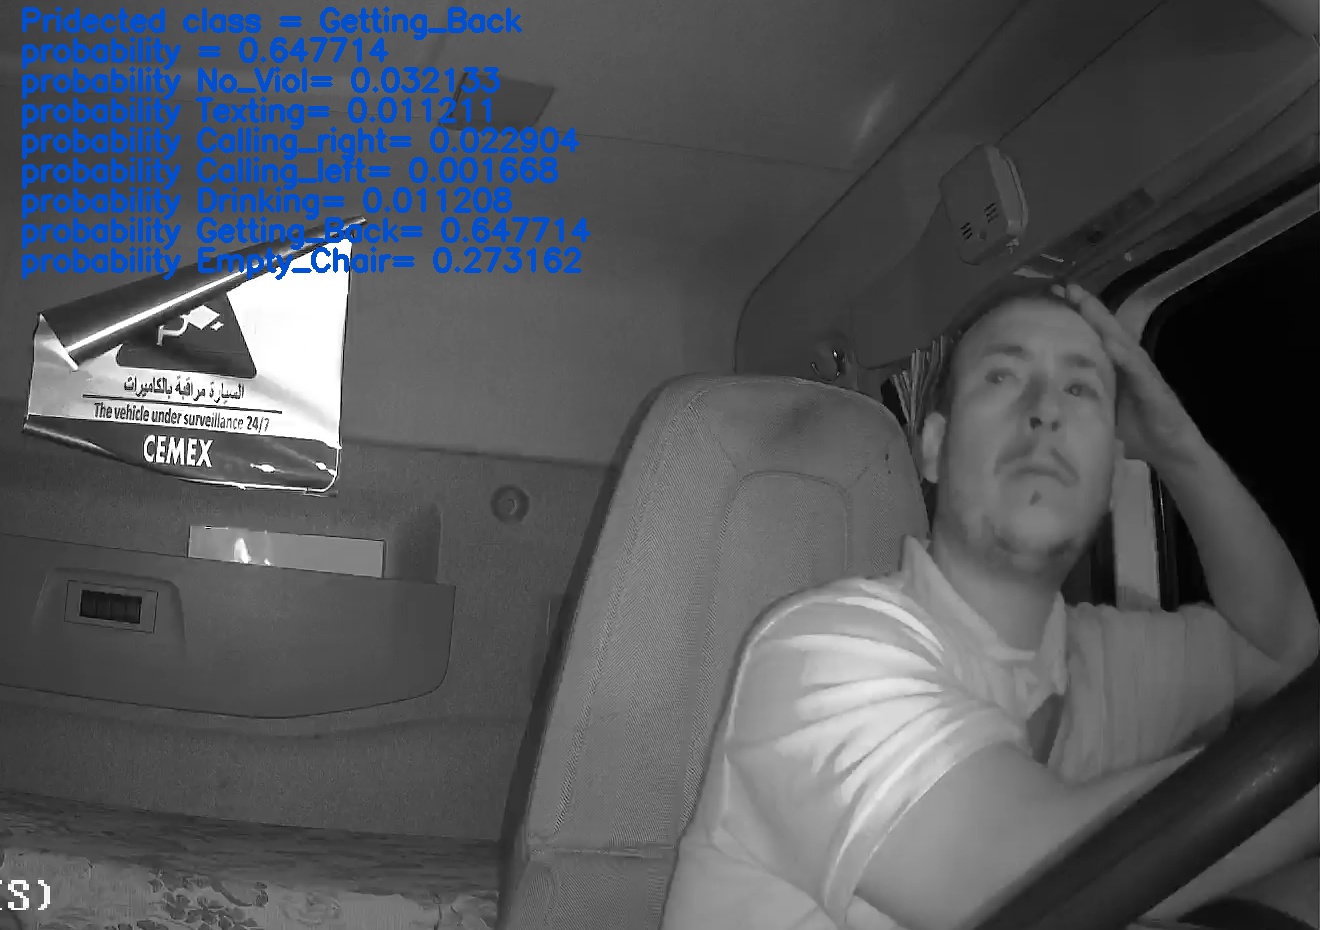 Pridected class = Getting_Back
probability = 0.647714
probability No_Viol= 0.032133
probability Texting= 0.011211
probability Calling_right= 0.022904
probability Calling_left= 0.001668
probability Drinking= 0.011208
probability Getting_Back= 0.647714
probability Empty_Chair= 0.273162
السيارة مراقبة بالكاميرات
The vehicle under surveillance 24/7
CEMEX
(S)